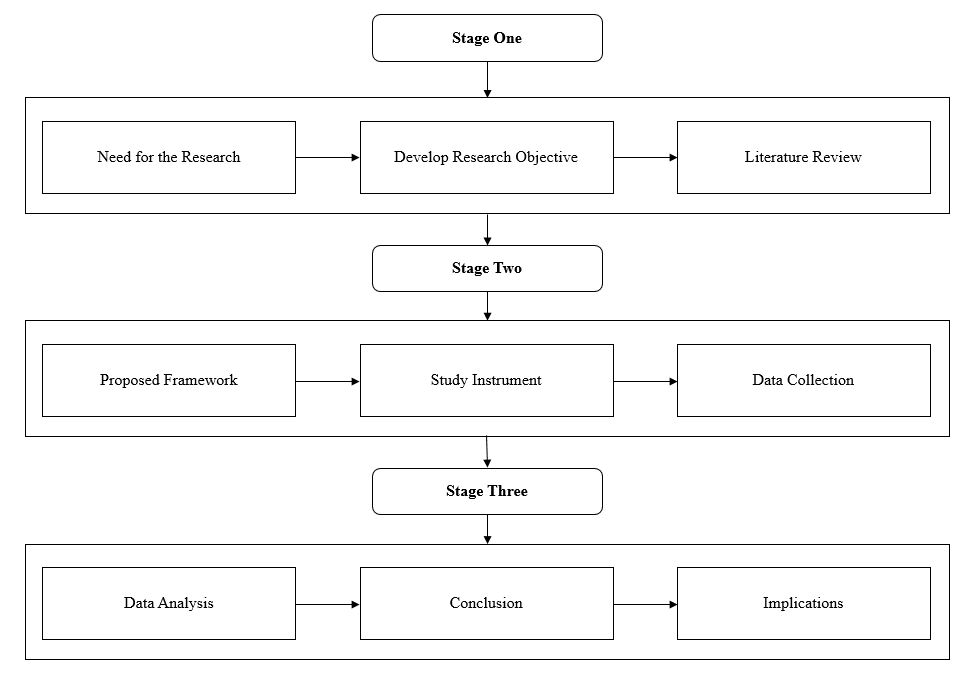 Stage One
Need for the Research
Develop Research Objective
Literature Review
Stage Two
Proposed Framework
Study Instrument
Data Collection
Stage Three
Data Analysis
Conclusion
Implications